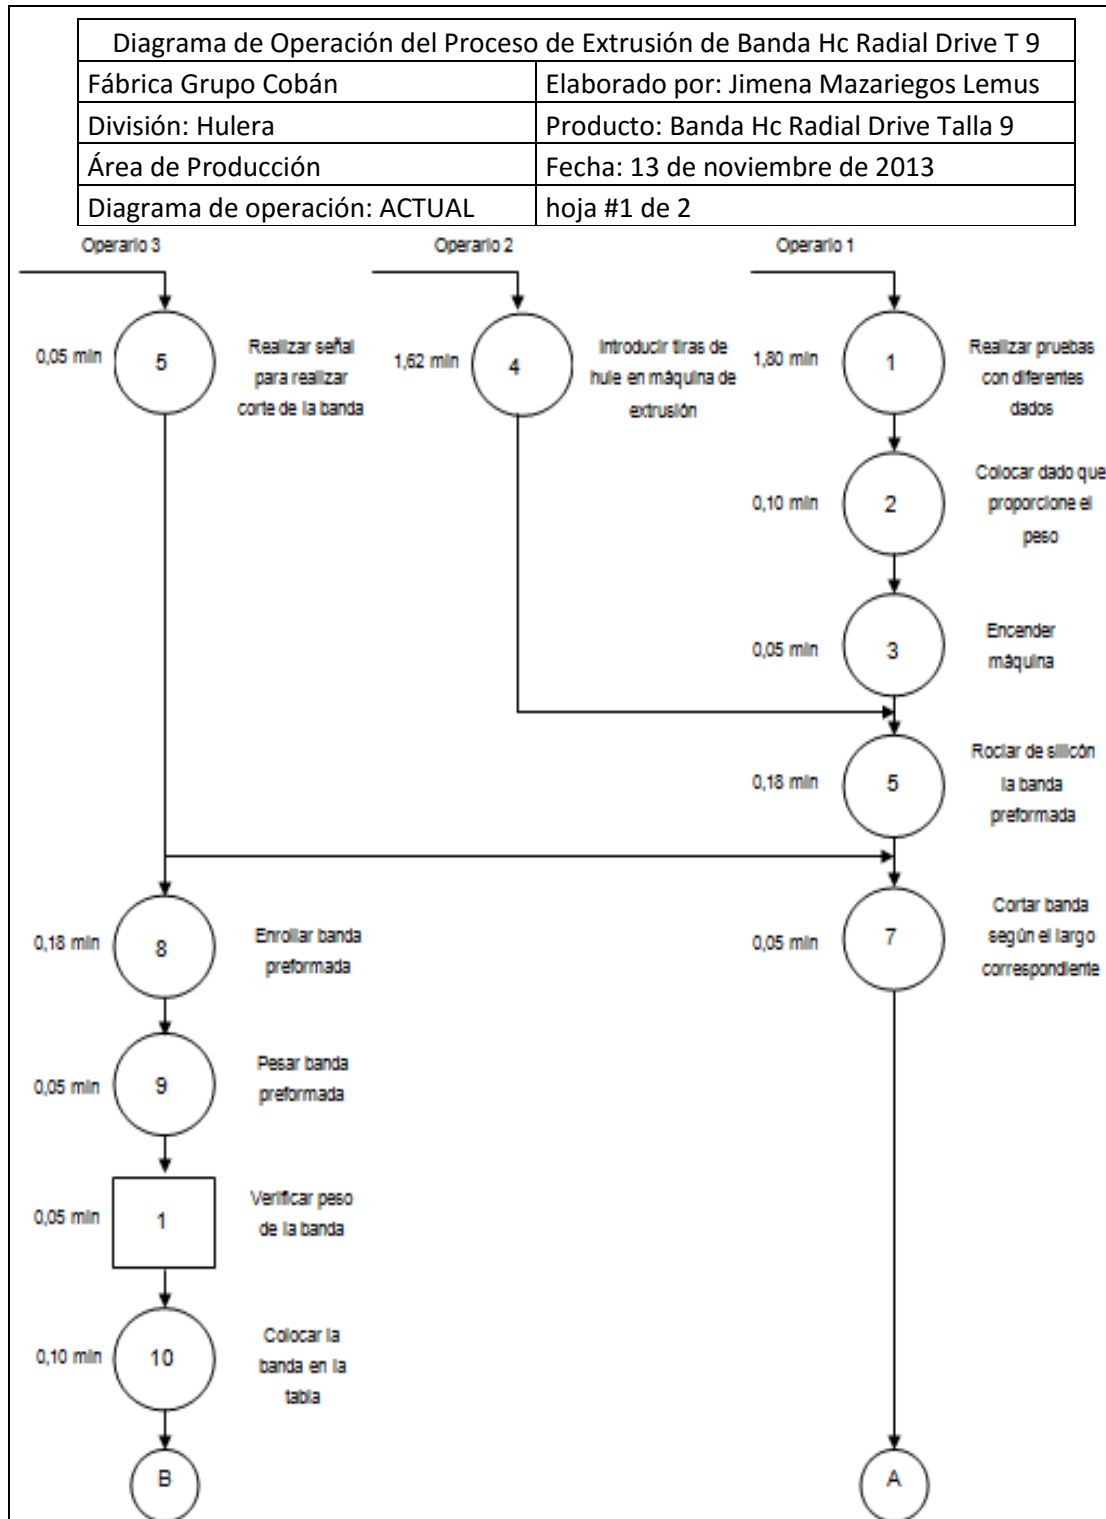 Diagrama de Operación del Proceso de Extrusión de Banda Hc Radial Drive T 9
Fábrica Grupo Cobán
Elaborado por: Jimena Mazariegos Lemus
División: Hulera
Producto: Banda Hc Radial Drive Talla 9
Área de Producción
Fecha: 13 de noviembre de 2013
Diagrama de operación: ACTUAL
hoja #1 de 2
Operario 3
Operario 2
Operario 1
0,05 min
5
Realizar señal
para realizar
corte de la banda
1,62 min
4
Introducir tiras de
hule en máquina de
extrusión
1,80 min
1
Realizar pruebas
con diferentes
dados
0,10 min
2
Colocar dado que
proporcione el
peso
0,05 min
3
Encender
máquina
0,18 min
5
Rociar de silicón
la banda
preformada
0,05 min
7
Cortar banda
según el largo
correspondiente
0,18 min
8
Enrollar banda
preformada
0,05 min
9
Pesar banda
preformada
0,05 min
1
Verificar peso
de la banda
0,10 min
10
Colocar la
banda en la
tabla
B
A